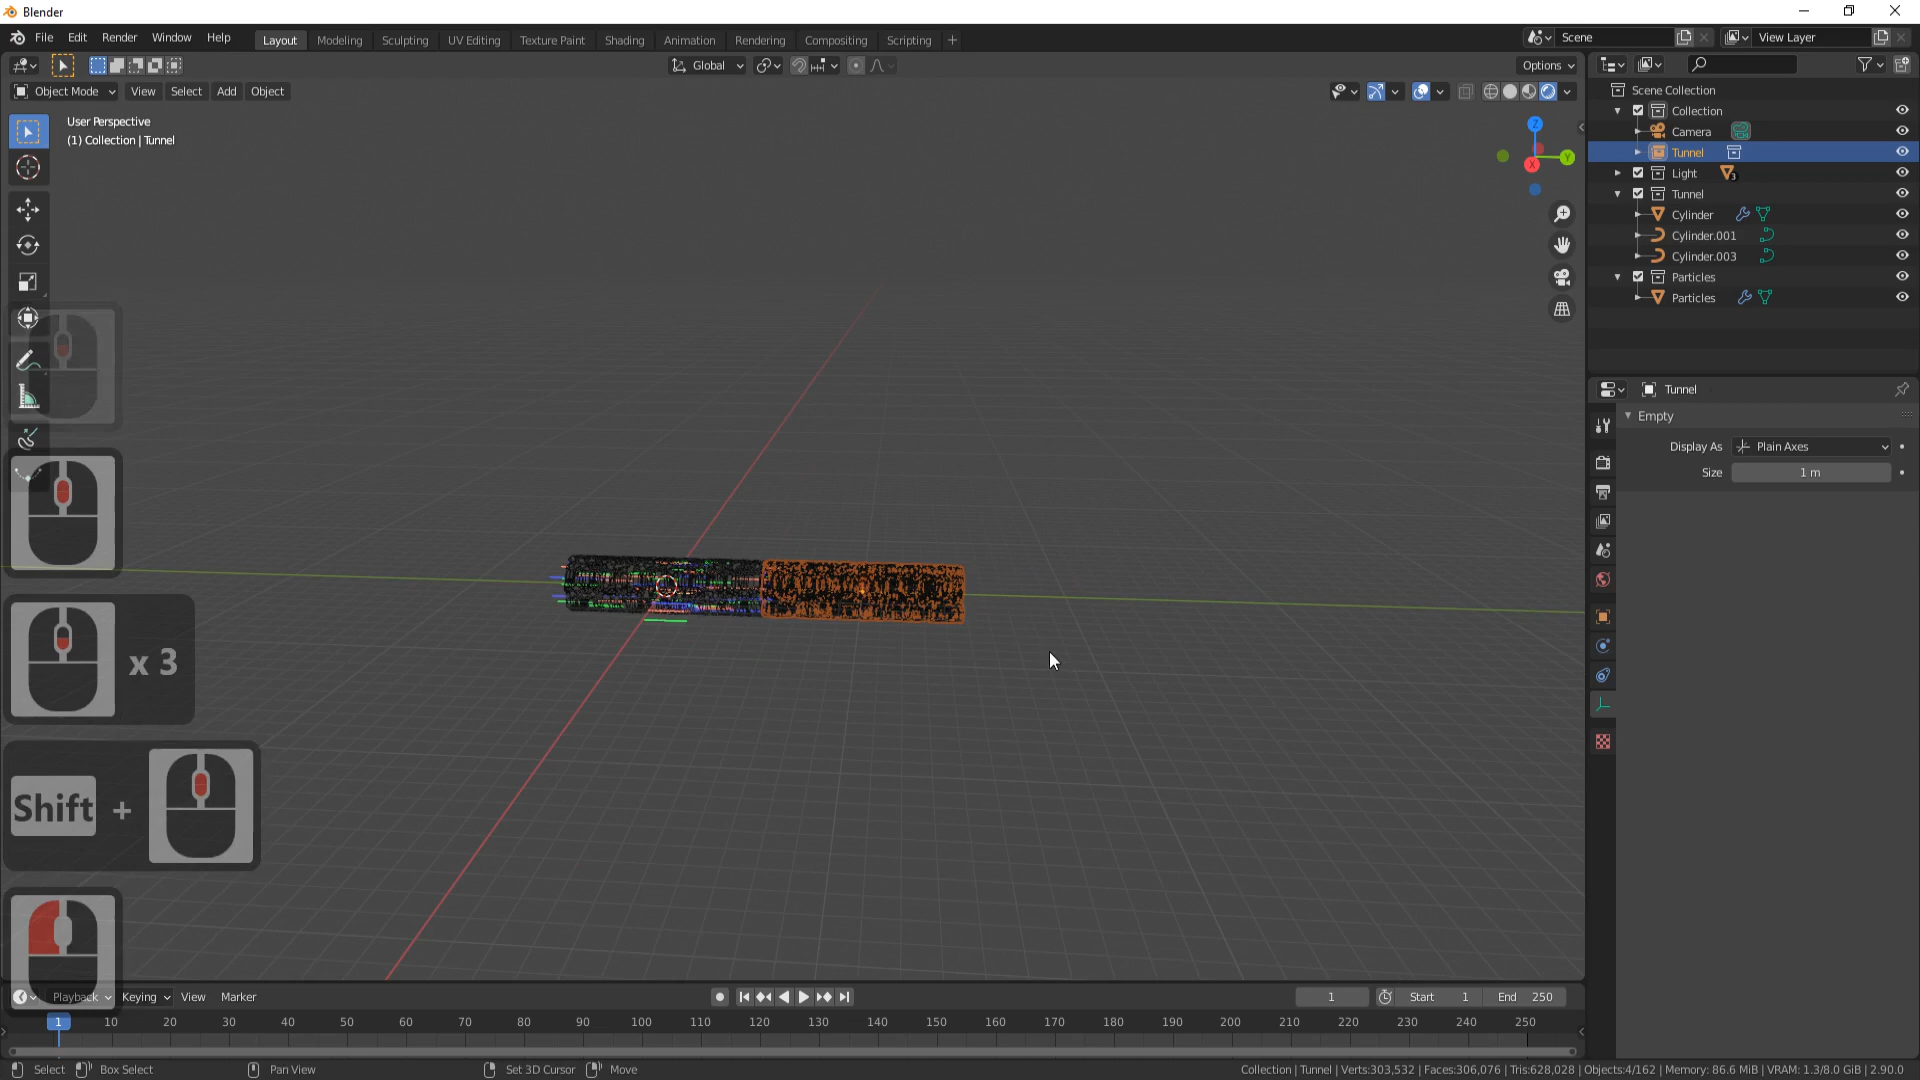 Blender
File Edit Render Window Help
Layout Modeling Sculpting UV Editing Texture Paint Shading Animation Rendering Compositing Scripting +
Scene
View Layer
Global
Options
Object Mode View Select Add Object
User Perspective
(1) Collection | Tunnel
Z
Y
X
Scene Collection
Collection
Camera
Tunnel
Light 3
Tunnel
Cylinder
Cylinder.001
Cylinder.003
Particles
Particles
Tunnel
Empty
Display As Plain Axes
Size 1 m
x 3
Shift +
Playback Keying View Marker
1 Start 1 End 250
1 10 20 30 40 50 60 70 80 90 100 110 120 130 140 150 160 170 180 190 200 210 220 230 240 250
Select Box Select Pan View Set 3D Cursor Move
Collection | Tunnel | Verts:303,532 | Faces:306,076 | Tris:628,028 | Objects:4/162 | Memory: 86.6 MiB | VRAM: 1.3/8.0 GiB | 2.90.0